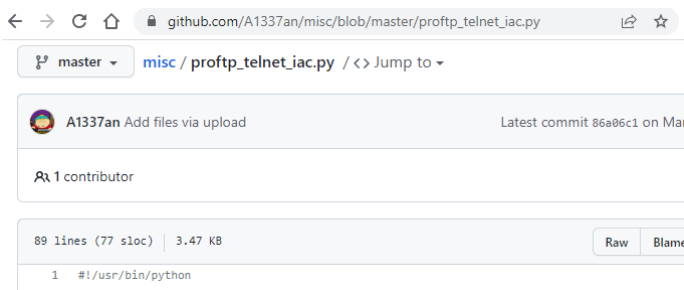 github.com/A1337an/misc/blob/master/proftp_telnet_iac.py
master
misc / proftp_telnet_iac.py / <> Jump to
A1337an Add files via upload
Latest commit 86a06c1 on Mar
1 contributor
89 lines (77 sloc) | 3.47 KB
Raw
Blame
1 #!/usr/bin/python